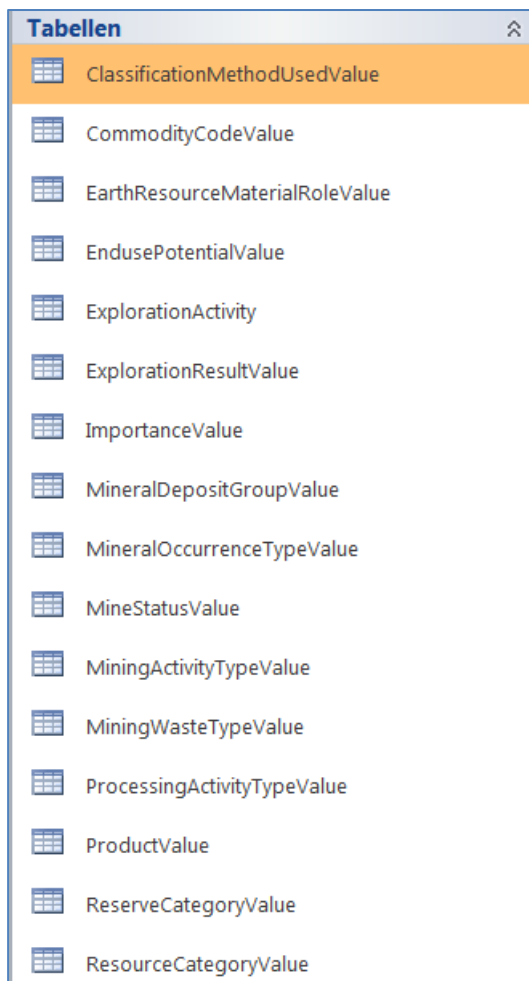 Tabellen
ClassificationMethodUsedValue
CommodityCodeValue
EarthResourceMaterialRoleValue
EndusePotentialValue
ExplorationActivity
ExplorationResultValue
ImportanceValue
MineralDepositGroupValue
MineralOccurrenceTypeValue
MineStatusValue
MiningActivityTypeValue
MiningWasteTypeValue
ProcessingActivityTypeValue
ProductValue
ReserveCategoryValue
ResourceCategoryValue